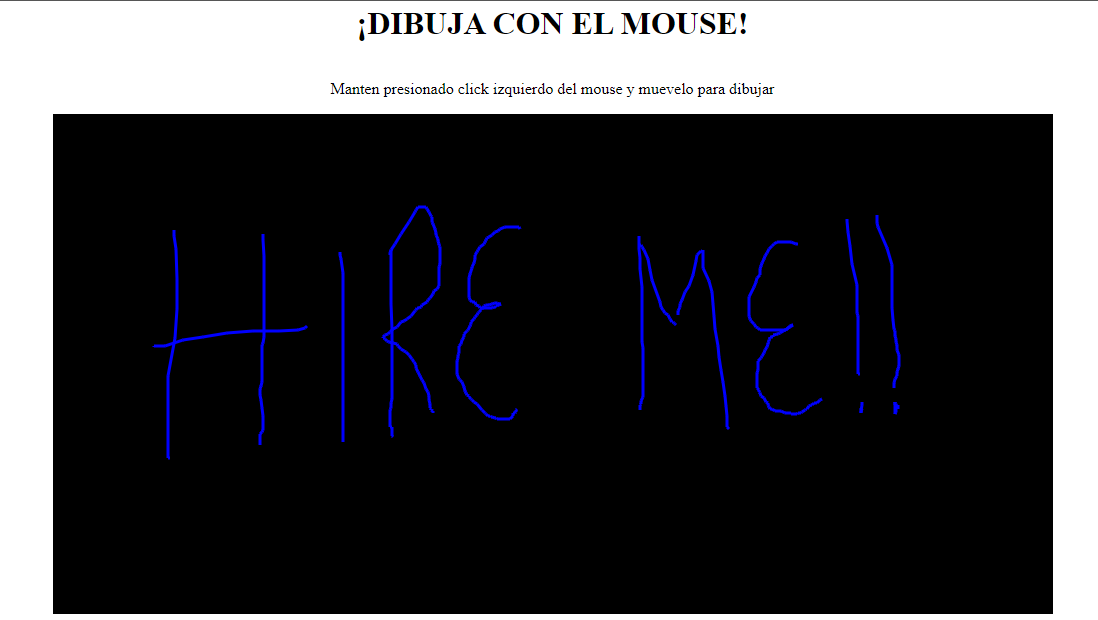 ¡DIBUJA CON EL MOUSE!
Manten presionado click izquierdo del mouse y muevelo para dibujar
HIRE ME!!